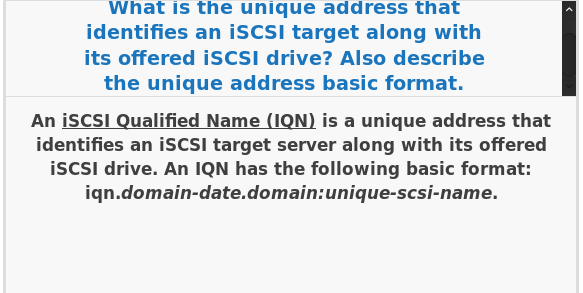 What is the unique address that
identifies an iSCSI target along with
its offered iSCSI drive? Also describe
the unique address basic format.
An iSCSI Qualified Name (IQN) is a unique address that
identifies an iSCSI target server along with its offered
iSCSI drive. An IQN has the following basic format:
iqn.domain-date.domain:unique-scsi-name.